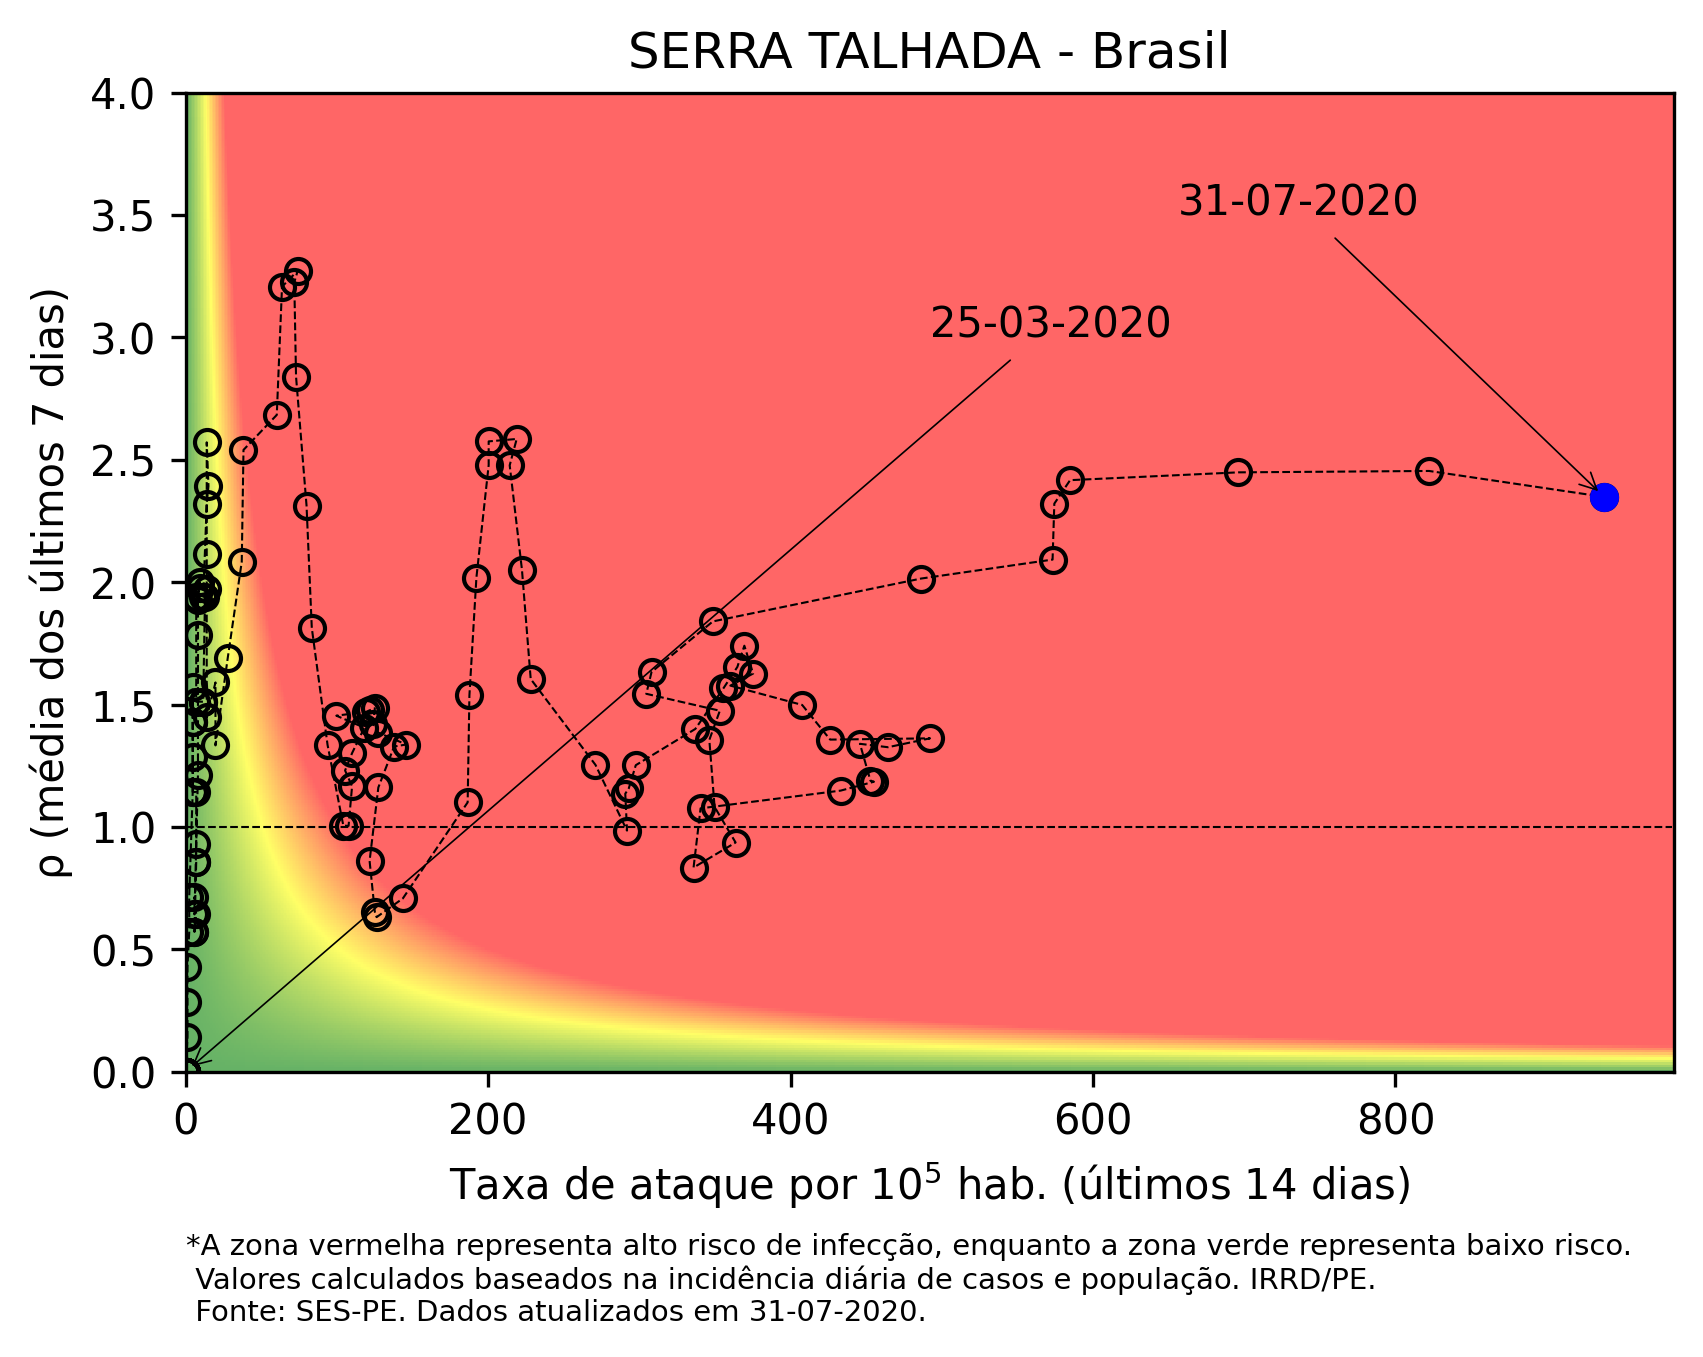 SERRA TALHADA - Brasil
4.0
3.5
3.0
2.5
2.0
1.5
1.0
0.5
0.0
ρ (média dos últimos 7 dias)
31-07-2020
25-03-2020
0
200
400
600
800
Taxa de ataque por 10⁵ hab. (últimos 14 dias)
*A zona vermelha representa alto risco de infecção, enquanto a zona verde representa baixo risco.
Valores calculados baseados na incidência diária de casos e população. IRRD/PE.
Fonte: SES-PE. Dados atualizados em 31-07-2020.